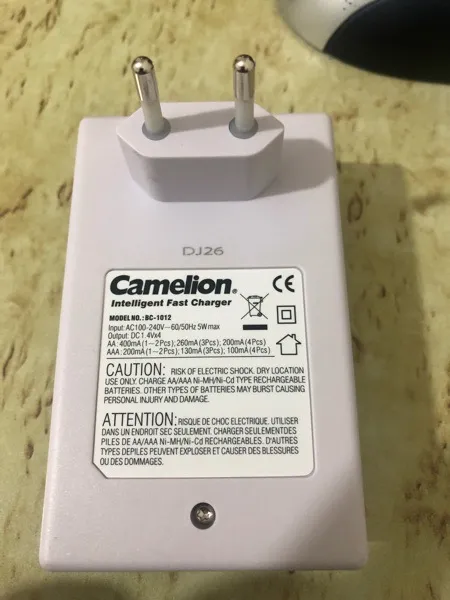 DJ26
Camelion® CE
Intelligent Fast Charger
MODEL NO.: BC-1012
Input: AC100-240V~60/50Hz 5W max
Output: DC1.4Vx4
AA: 400mA(1~2Pcs); 260mA(3Pcs); 200mA(4Pcs)
AAA: 200mA(1~2Pcs); 130mA(3Pcs); 100mA(4Pcs)
CAUTION: RISK OF ELECTRIC SHOCK. DRY LOCATION
USE ONLY. CHARGE AA/AAA Ni-MH/Ni-Cd TYPE RECHARGEABLE
BATTERIES. OTHER TYPES OF BATTERIES MAY BURST CAUSING
PERSONAL INJURY AND DAMAGE.
ATTENTION: RISQUE DE CHOC ELECTRIQUE. UTILISER
DANS UN ENDROIT SEC SEULEMENT. CHARGER SEULEMENTDES
PILES DE AA/AAA Ni-MH/Ni-Cd RECHARGEABLES. D'AUTRES
TYPES DEPILES PEUVENT EXPLOSER ET CAUSER DES BLESSURES
OU DES DOMMAGES.